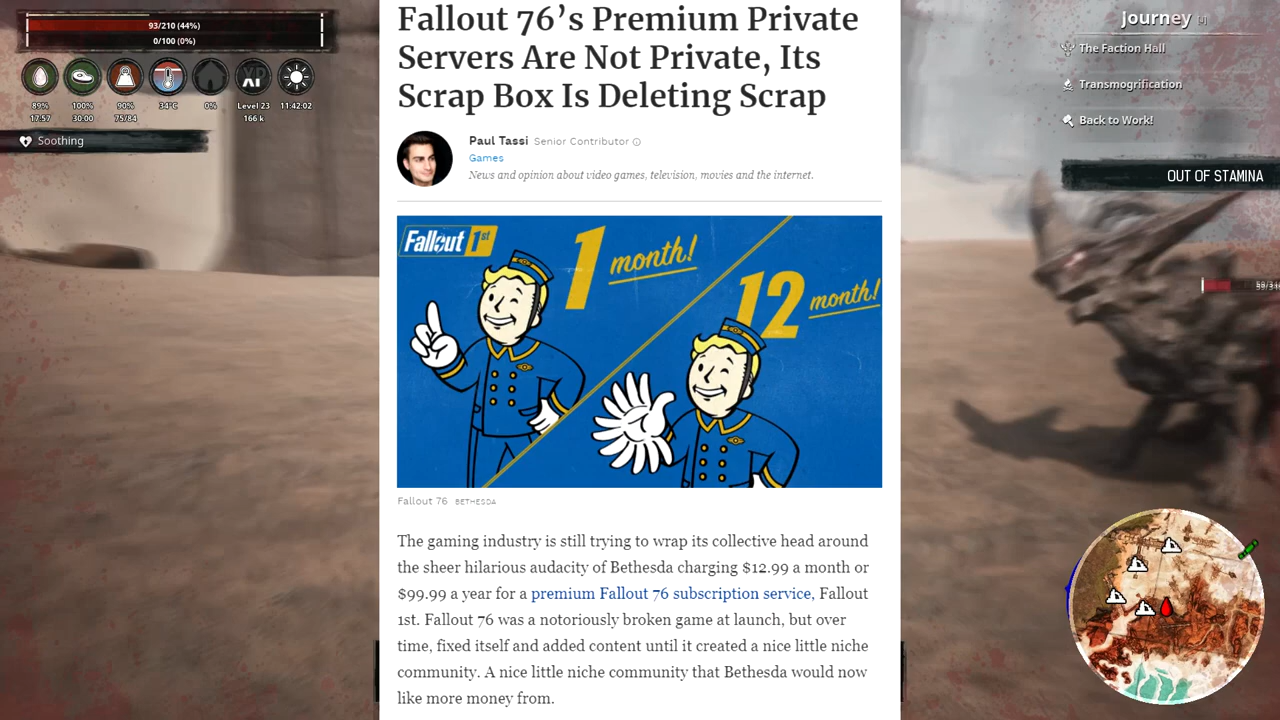 93/210 (44%)
0/100 (0%)
89% 100% 90% 34°C 0% Level 23 11:42:02
17:57 30:00 75/84 166 k
XP
Soothing
Fallout 76’s Premium Private
Servers Are Not Private, Its
Scrap Box Is Deleting Scrap
Paul Tassi Senior Contributor
Games
News and opinion about video games, television, movies and the internet.
Fallout 1st
1 month!
12 month!
Fallout 76 BETHESDA
The gaming industry is still trying to wrap its collective head around
the sheer hilarious audacity of Bethesda charging $12.99 a month or
$99.99 a year for a premium Fallout 76 subscription service, Fallout
1st. Fallout 76 was a notoriously broken game at launch, but over
time, fixed itself and added content until it created a nice little niche
community. A nice little niche community that Bethesda would now
like more money from.
Journey
The Faction Hall
Transmogrification
Back to Work!
OUT OF STAMINA